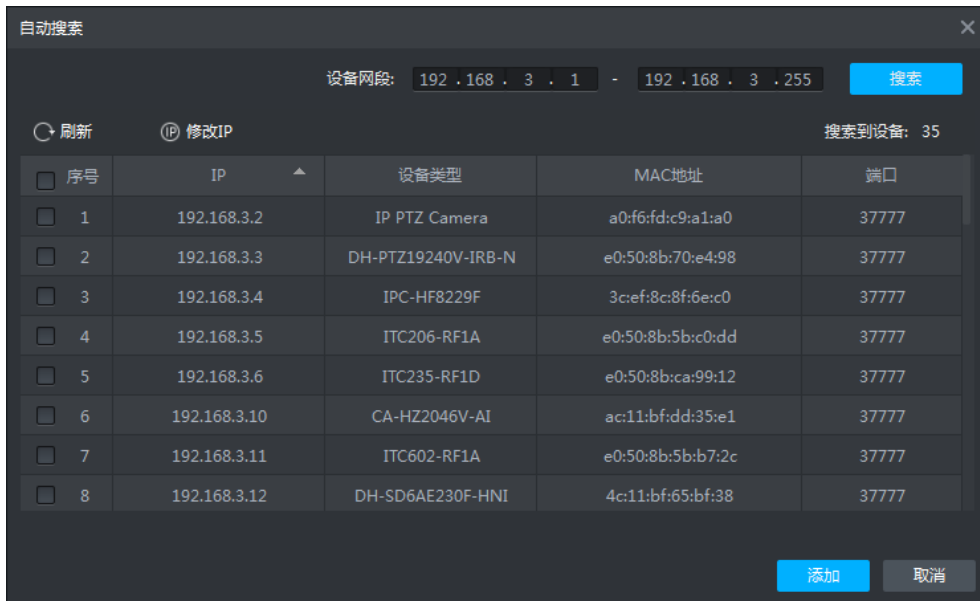 自动搜索
设备网段: 192 . 168 . 3 . 1 - 192 . 168 . 3 . 255 搜索
刷新 IP 修改IP 搜索到设备: 35
序号 IP 设备类型 MAC地址 端口
1 192.168.3.2 IP PTZ Camera a0:f6:fd:c9:a1:a0 37777
2 192.168.3.3 DH-PTZ19240V-IRB-N e0:50:8b:70:e4:98 37777
3 192.168.3.4 IPC-HF8229F 3c:ef:8c:8f:6e:c0 37777
4 192.168.3.5 ITC206-RF1A e0:50:8b:5b:c0:dd 37777
5 192.168.3.6 ITC235-RF1D e0:50:8b:ca:99:12 37777
6 192.168.3.10 CA-HZ2046V-AI ac:11:bf:dd:35:e1 37777
7 192.168.3.11 ITC602-RF1A e0:50:8b:5b:b7:2c 37777
8 192.168.3.12 DH-SD6AE230F-HNI 4c:11:bf:65:bf:38 37777
添加 取消